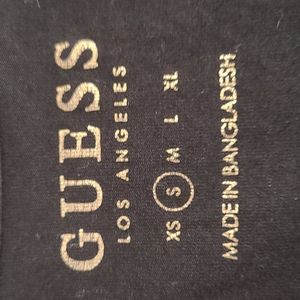 GUESS
LOS ANGELES
XS S M L XL
MADE IN BANGLADESH